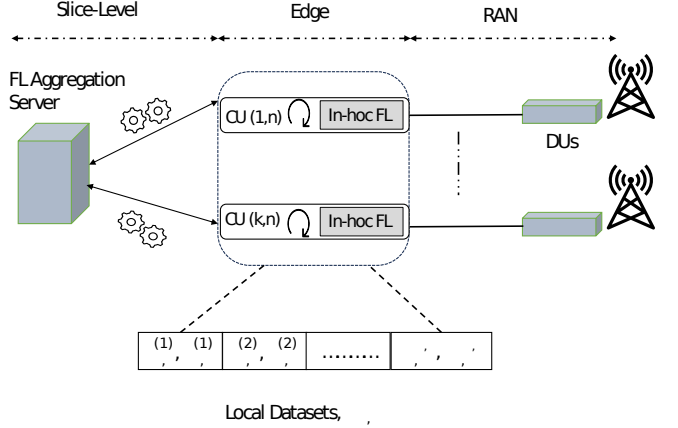 Slice-Level Edge RAN
FL Aggregation
Server
CU (1,n) In-hoc FL
DUs
CU (k,n) In-hoc FL
(1) , (1) (2) , (2) ......... , ,
Local Datasets, ,